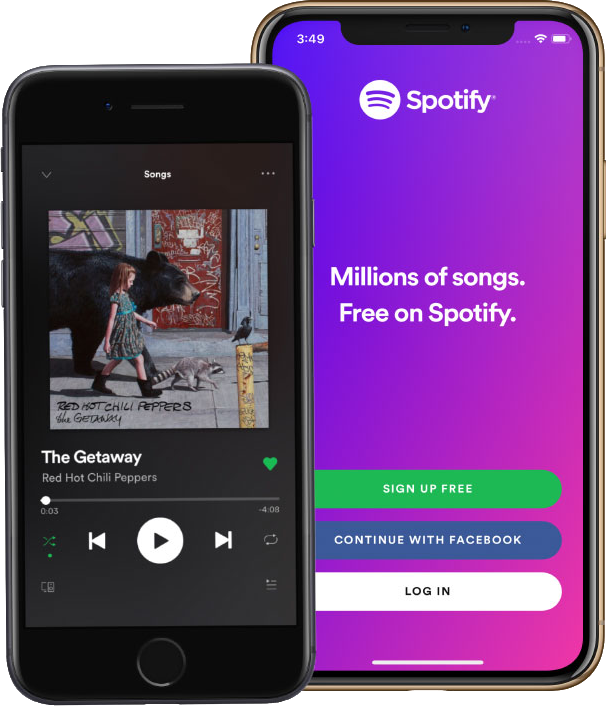 Songs
RED HOT CHILI PEPPERS
the GETAWAY
The Getaway
Red Hot Chili Peppers
0:03
-4:08
3:49
Spotify®
Millions of songs.
Free on Spotify.
SIGN UP FREE
CONTINUE WITH FACEBOOK
LOG IN